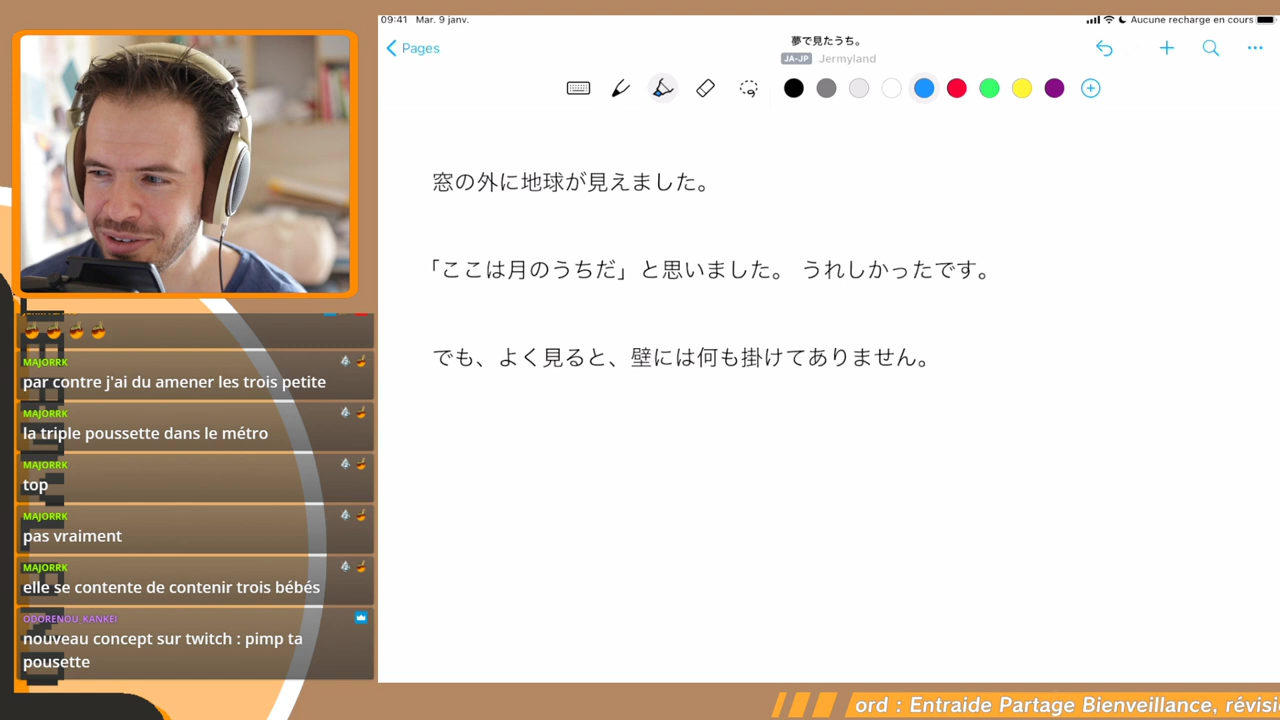 09:41 Mar. 9 janv.
Aucune recharge en cours
Pages
夢で見たうち。
JA-JP Jermyland
窓の外に地球が見えました。
「ここは月のうちだ」と思いました。 うれしかったです。
でも、よく見ると、壁には何も掛けてありません。
MAJORRK
par contre j'ai du amener les trois petite
MAJORRK
la triple poussette dans le métro
MAJORRK
top
MAJORRK
pas vraiment
MAJORRK
elle se contente de contenir trois bébés
ODORENOU_KANKEI
nouveau concept sur twitch : pimp ta
pousette
ord : Entraide Partage Bienveillance, révisi